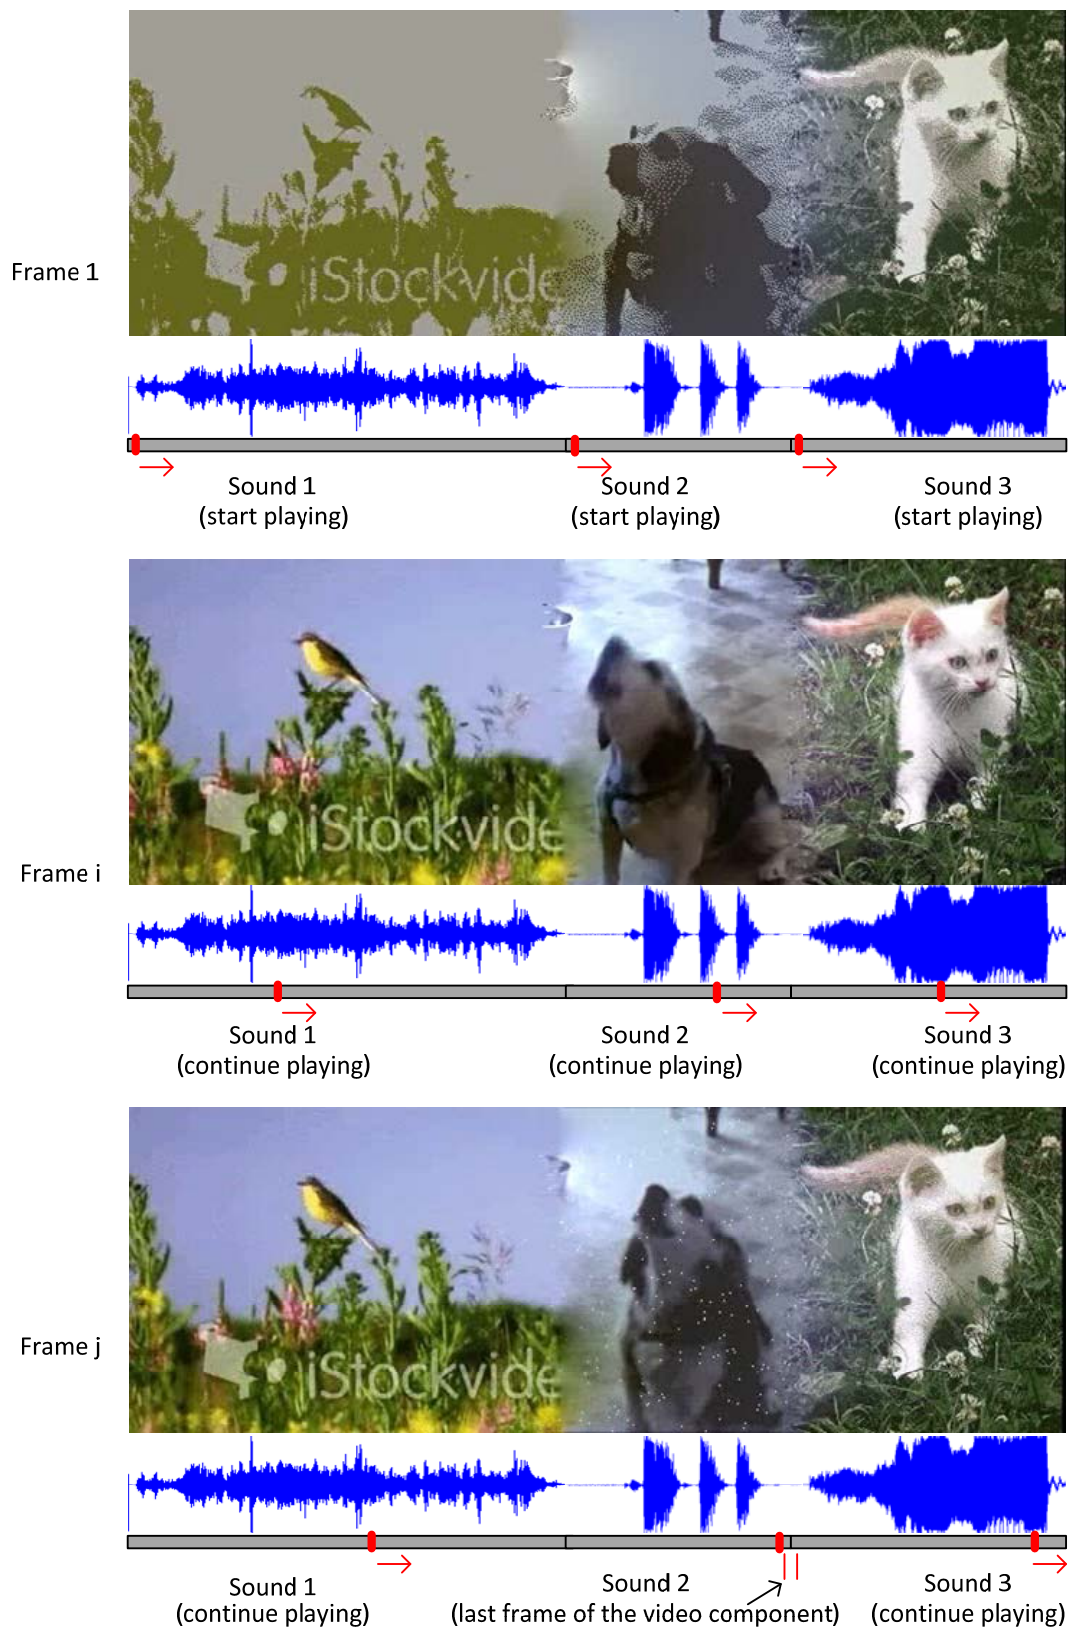 iStockvide
Frame 1
Sound 1
(start playing)
Sound 2
(start playing)
Sound 3
(start playing)
iStockvide
Frame i
Sound 1
(continue playing)
Sound 2
(continue playing)
Sound 3
(continue playing)
iStockvide
Frame j
Sound 1
(continue playing)
Sound 2
(last frame of the video component)
Sound 3
(continue playing)